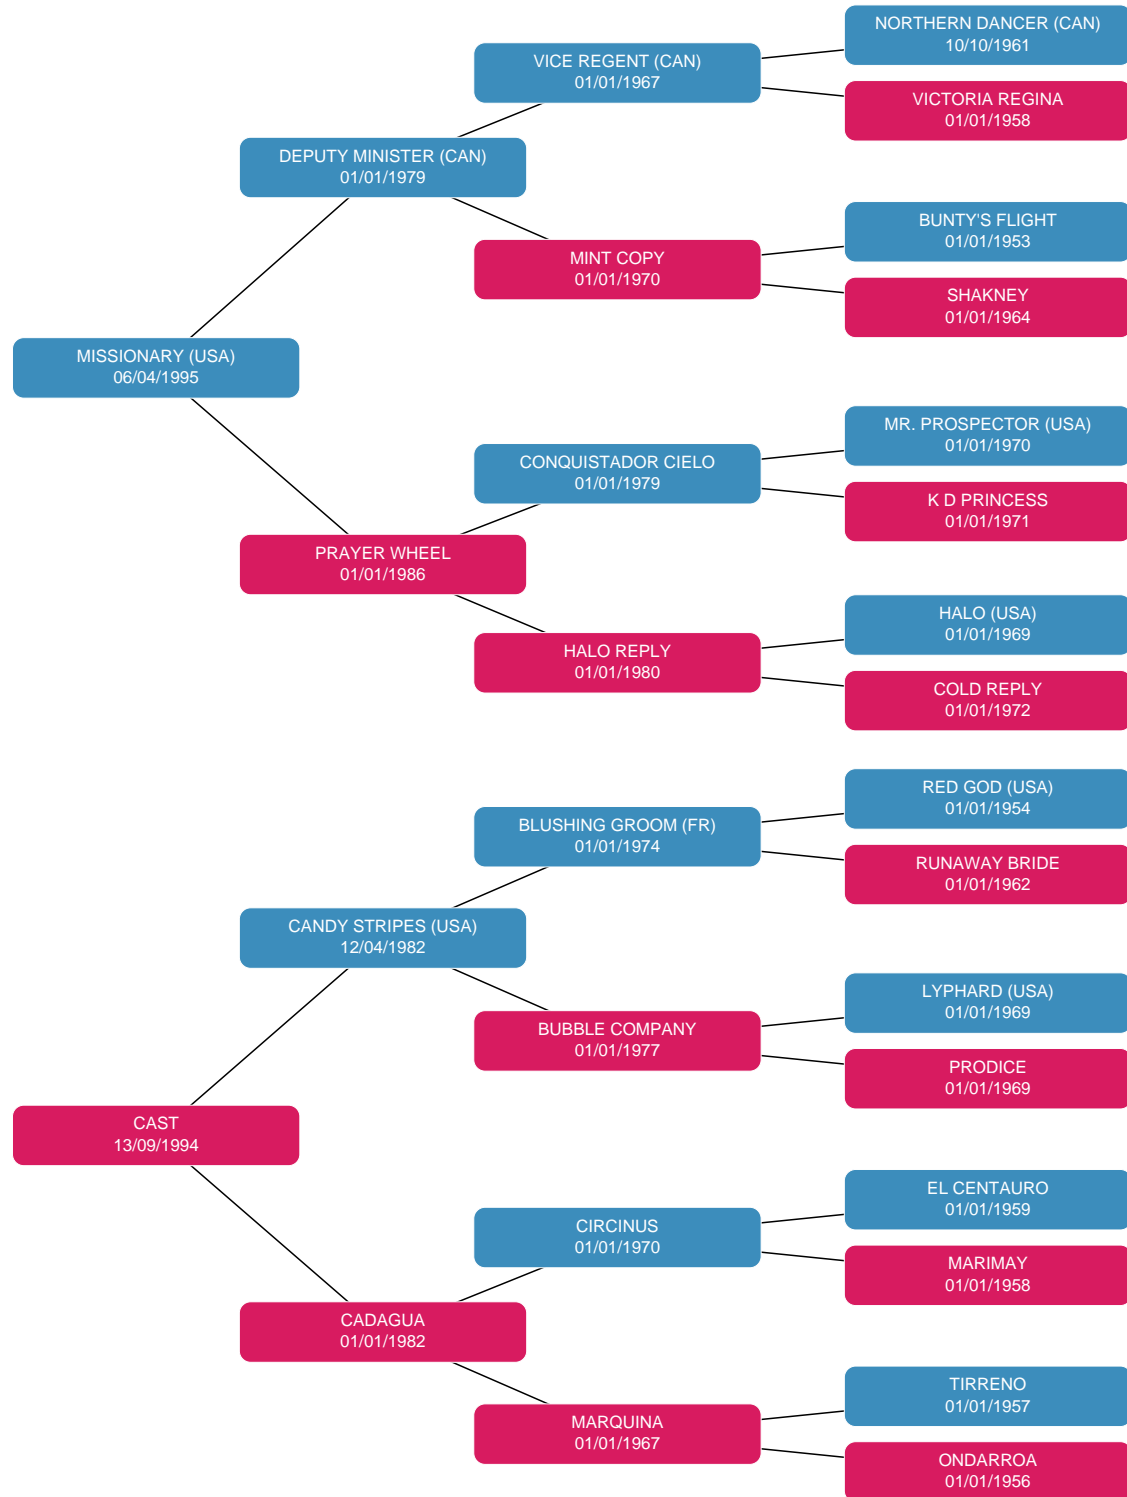 NORTHERN DANCER (CAN)
10/10/1961
VICE REGENT (CAN)
01/01/1967
VICTORIA REGINA
01/01/1958
DEPUTY MINISTER (CAN)
01/01/1979
BUNTY'S FLIGHT
01/01/1953
MINT COPY
01/01/1970
SHAKNEY
01/01/1964
MISSIONARY (USA)
06/04/1995
MR. PROSPECTOR (USA)
01/01/1970
CONQUISTADOR CIELO
01/01/1979
K D PRINCESS
01/01/1971
PRAYER WHEEL
01/01/1986
HALO (USA)
01/01/1969
HALO REPLY
01/01/1980
COLD REPLY
01/01/1972
RED GOD (USA)
01/01/1954
BLUSHING GROOM (FR)
01/01/1974
RUNAWAY BRIDE
01/01/1962
CANDY STRIPES (USA)
12/04/1982
LYPHARD (USA)
01/01/1969
BUBBLE COMPANY
01/01/1977
PRODICE
01/01/1969
CAST
13/09/1994
EL CENTAURO
01/01/1959
CIRCINUS
01/01/1970
MARIMAY
01/01/1958
CADAGUA
01/01/1982
TIRRENO
01/01/1957
MARQUINA
01/01/1967
ONDARROA
01/01/1956